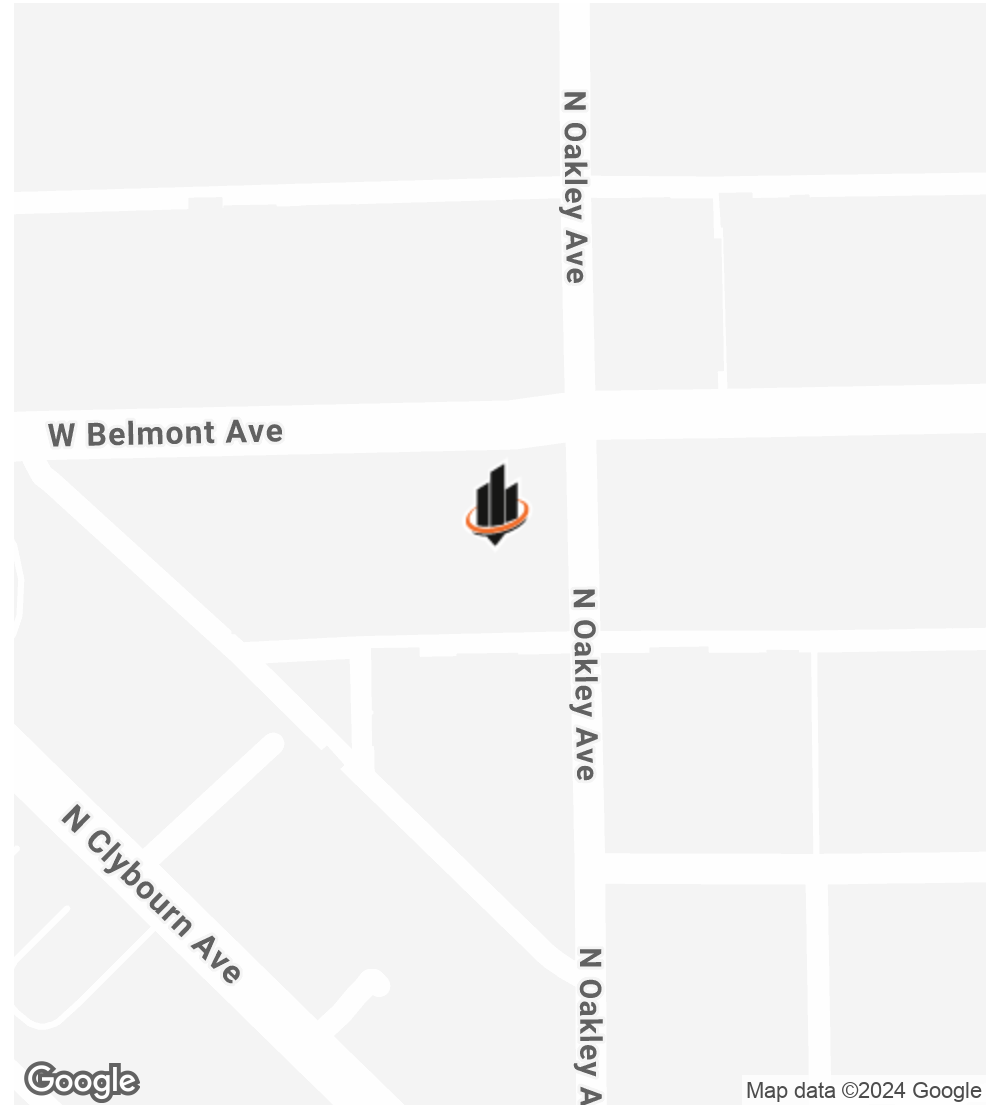 N Oakley Ave
W Belmont Ave
N Oakley Ave
N Clybourn Ave
N Oakley A
Google
Map data ©2024 Google